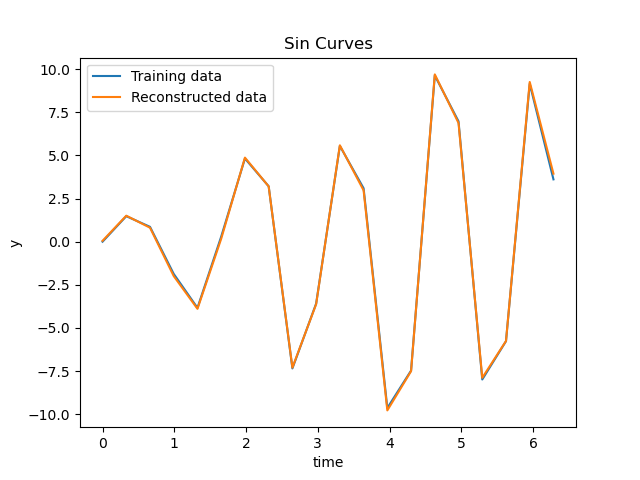 Sin Curves
Training data
Reconstructed data
10.0
7.5
5.0
2.5
0.0
−2.5
−5.0
−7.5
−10.0
y
0 1 2 3 4 5 6
time